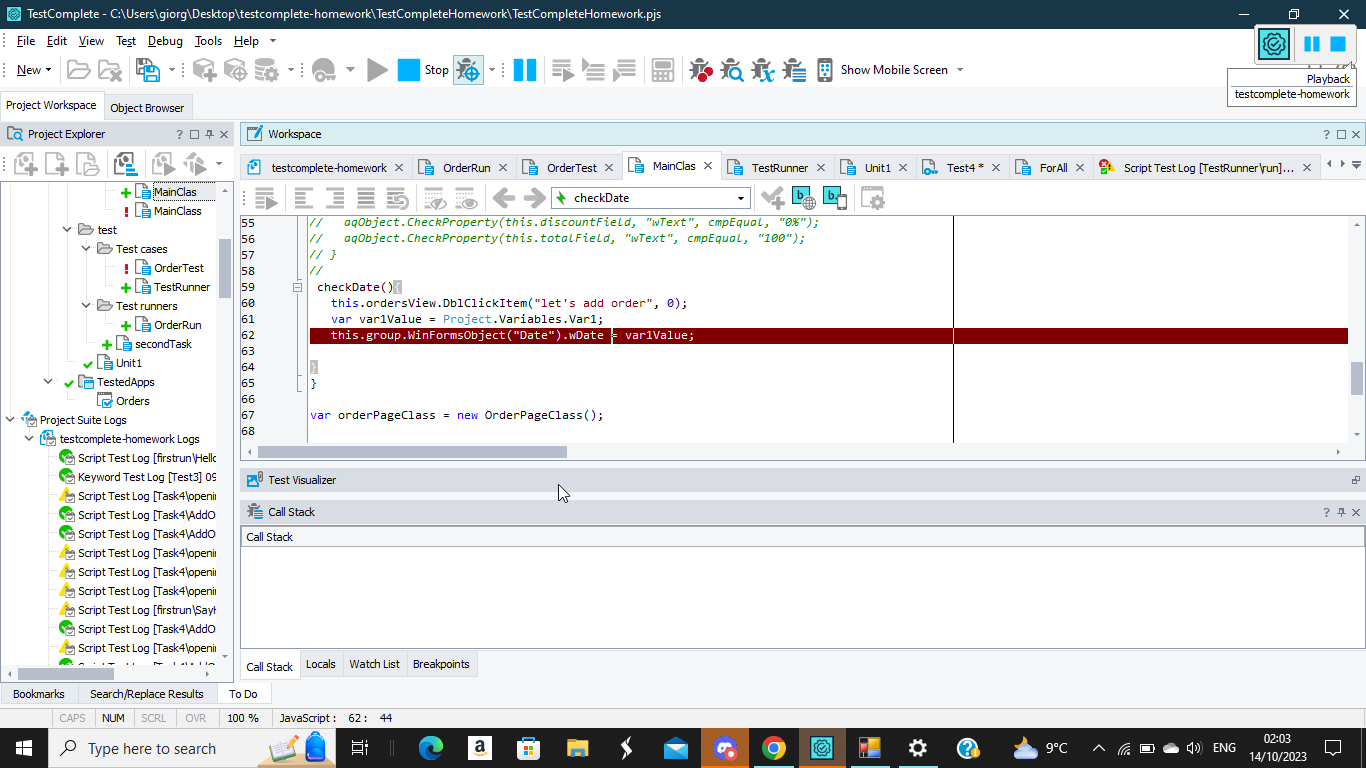 TestComplete - C:\Users\giorg\Desktop\testcomplete-homework\TestCompleteHomework\TestCompleteHomework.pjs
File Edit View Test Debug Tools Help
New Stop Show Mobile Screen
Playback
testcomplete-homework
Project Workspace Object Browser
Project Explorer ?
Workspace ?
testcomplete-homework OrderRun OrderTest MainClas TestRunner Unit1 Test4 * ForAll Script Test Log [TestRunner\run]...
checkDate
MainClas
MainClass
test
Test cases
OrderTest
TestRunner
Test runners
OrderRun
secondTask
Unit1
TestedApps
Orders
Project Suite Logs
testcomplete-homework Logs
Script Test Log [firstrun\Hello
Keyword Test Log [Test3] 09
Script Test Log [Task4\openi
Script Test Log [Task4\AddO
Script Test Log [Task4\AddO
Script Test Log [Task4\openi
Script Test Log [Task4\openi
Script Test Log [Task4\openi
Script Test Log [firstrun\SayH
Script Test Log [Task4\AddO
Script Test Log [Task4\openi
55 // aqObject.CheckProperty(this.discountField, "wText", cmpEqual, "0%");
56 // aqObject.CheckProperty(this.totalField, "wText", cmpEqual, "100");
57 // }
58 //
59 checkDate(){
60 this.ordersView.DblClickItem("let's add order", 0);
61 var var1Value = Project.Variables.Var1;
62 this.group.WinFormsObject("Date").wDate = var1Value;
63
64 }
65 }
66
67 var orderPageClass = new OrderPageClass();
68
Test Visualizer
Call Stack ?
Call Stack
Call Stack Locals Watch List Breakpoints
Bookmarks Search/Replace Results To Do
CAPS NUM SCRL OVR 100 % JavaScript : 62 : 44
Type here to search
9°C
ENG
02:03
14/10/2023